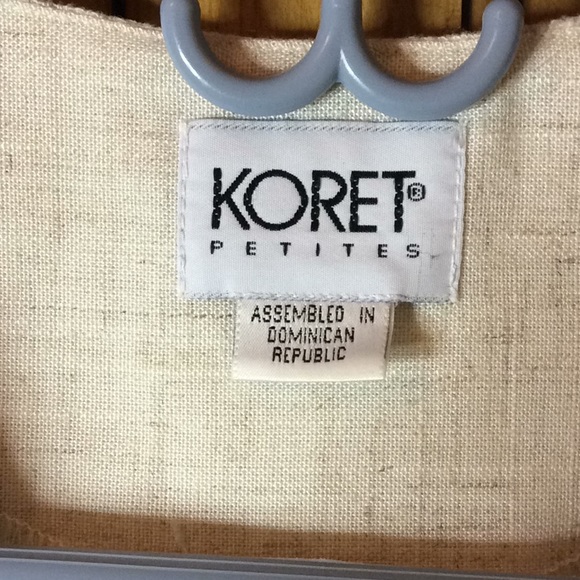 KORET®
PETITES
ASSEMBLED IN
DOMINICAN
REPUBLIC